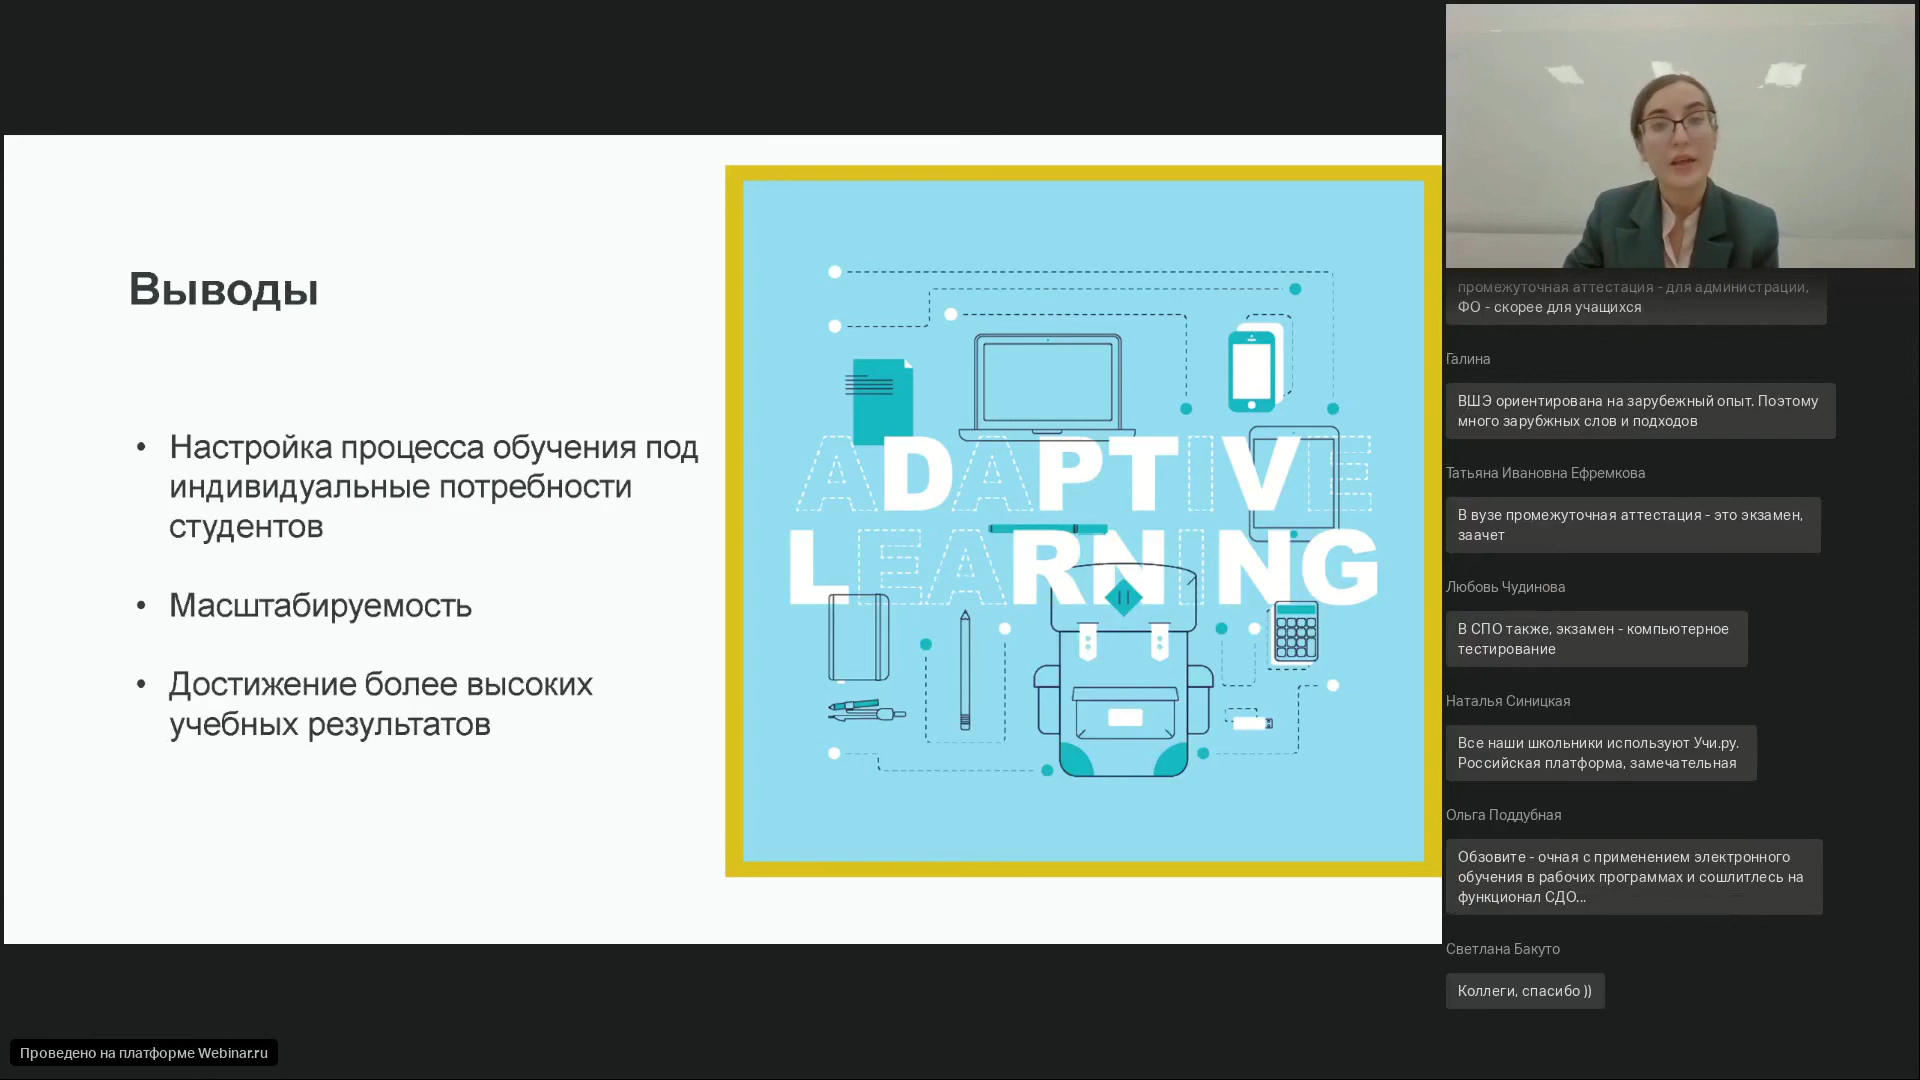 Выводы
• Настройка процесса обучения под
индивидуальные потребности
студентов
• Масштабируемость
• Достижение более высоких
учебных результатов
ADAPTIVE
LEARNING
промежуточная аттестация - для администрации,
ФО - скорее для учащихся
Галина
ВШЭ ориентирована на зарубежный опыт. Поэтому
много зарубжных слов и подходов
Татьяна Ивановна Ефремкова
В вузе промежуточная аттестация - это экзамен,
заачет
Любовь Чудинова
В СПО также, экзамен - компьютерное
тестирование
Наталья Синицкая
Все наши школьники используют Учи.ру.
Российская платформа, замечательная
Ольга Поддубная
Обзовите - очная с применением электронного
обучения в рабочих программах и сошлитлесь на
функционал СДО...
Светлана Бакуто
Коллеги, спасибо ))
Проведено на платформе Webinar.ru